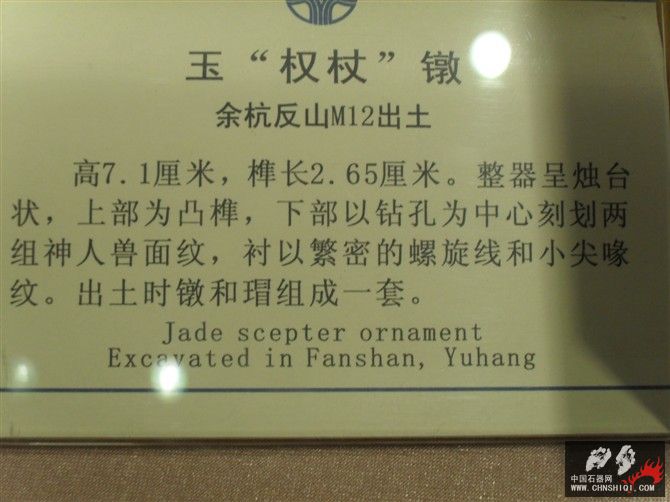 玉“权杖”镦
余杭反山M12出土
高7.1厘米，榫长2.65厘米。整器呈烛台
状，上部为凸榫，下部以钻孔为中心刻划两
组神人兽面纹，衬以繁密的螺旋线和小尖喙
纹。出土时镦和瑁组成一套。
Jade scepter ornament
Excavated in Fanshan, Yuhang
中国石器网
WWW.CHNSHIQI.COM